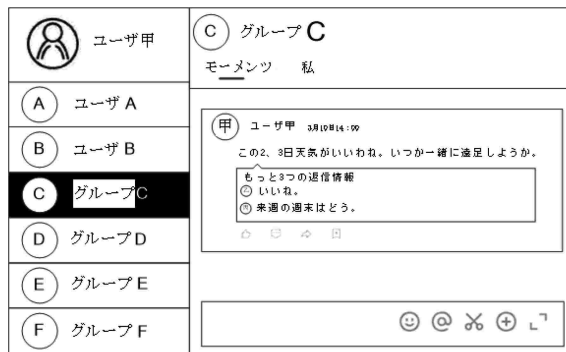 ユーザ甲
A ユーザ A
B ユーザ B
C グループC
D グループD
E グループE
F グループF
C グループC
モーメンツ 私
甲 ユーザ甲 3月19日14:00
この2、3日天気がいいわね。いつか一緒に遠足しようか。
もっと3つの返信情報
乙 いいね。
丙 来週の週末はどう。